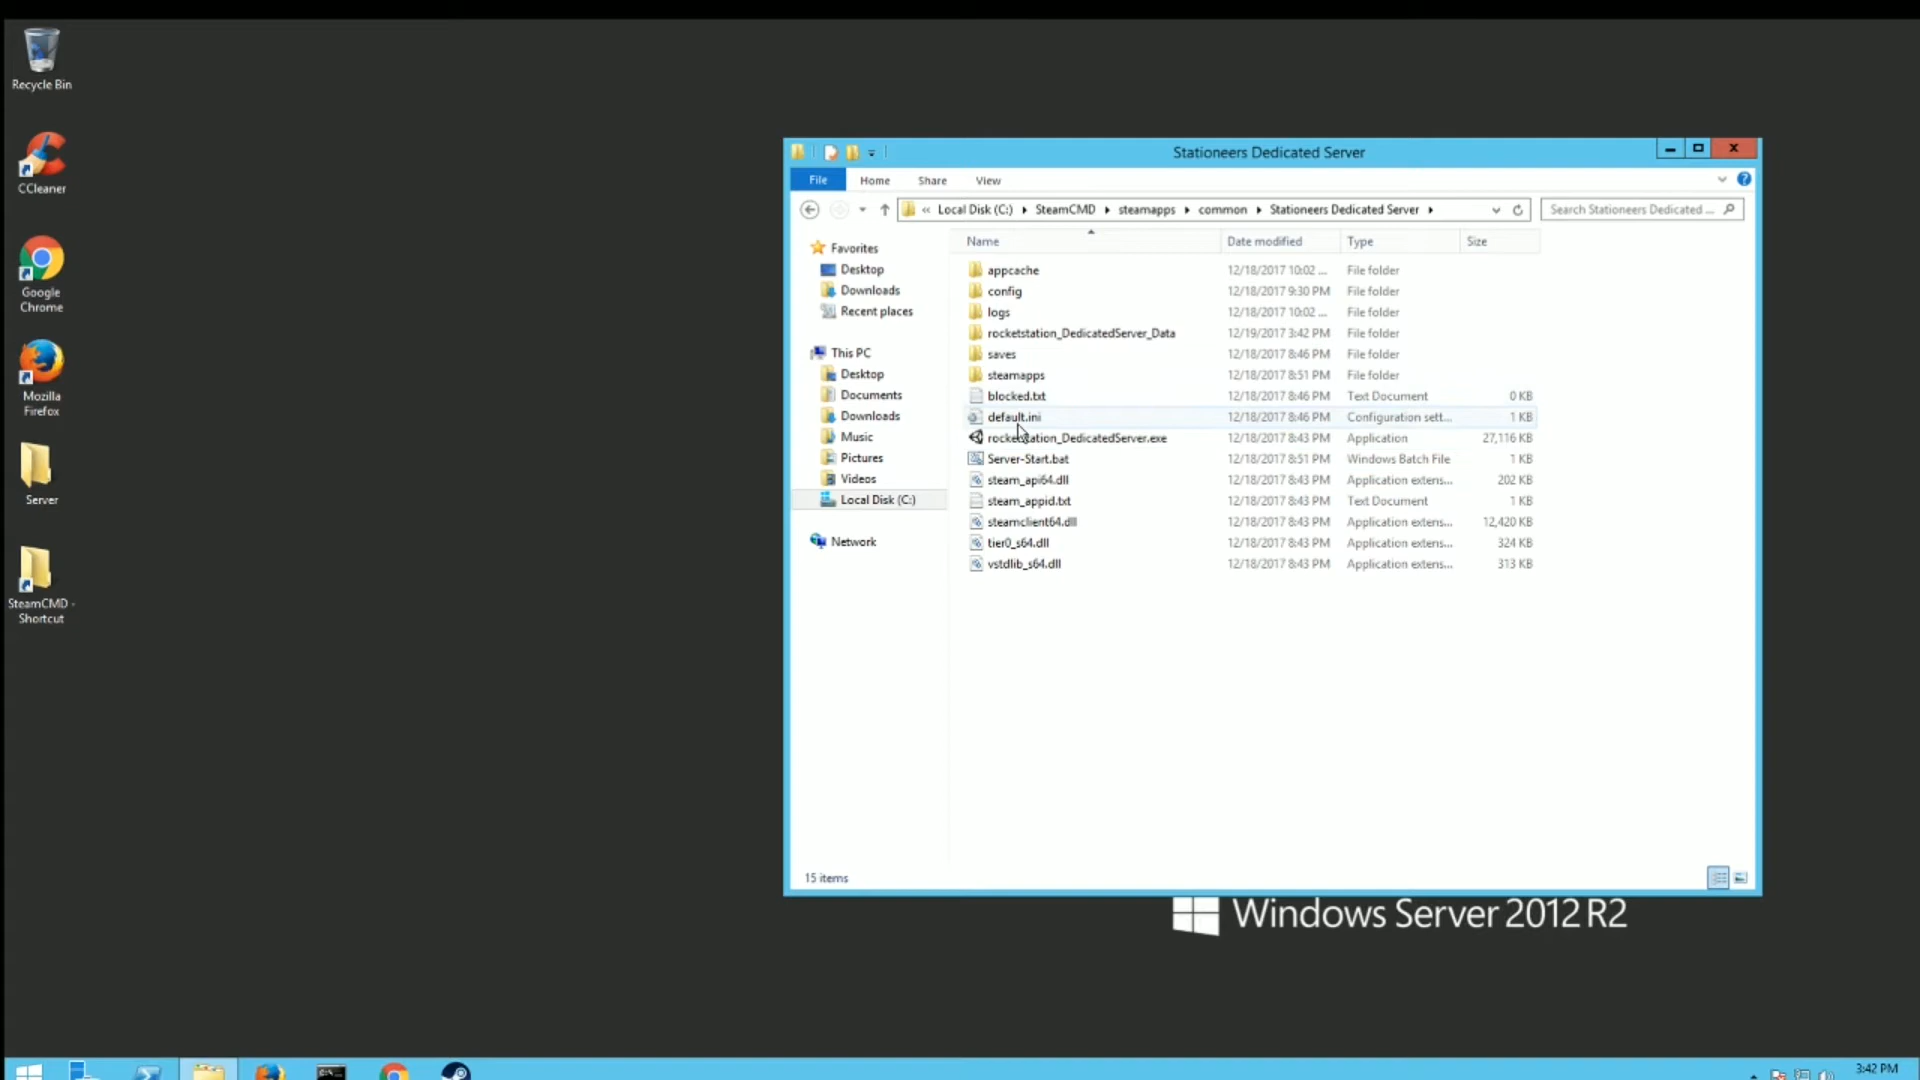 Recycle Bin
CCleaner
Google
Chrome
Mozilla
Firefox
Server
SteamCMD -
Shortcut
Stationeers Dedicated Server
File Home Share View
« Local Disk (C:) SteamCMD steamapps common Stationeers Dedicated Server
Search Stationeers Dedicated ...
Name Date modified Type Size
Favorites
Desktop
Downloads
Recent places
This PC
Desktop
Documents
Downloads
Music
Pictures
Videos
Local Disk (C:)
Network
appcache 12/18/2017 10:02 ... File folder
config 12/18/2017 9:30 PM File folder
logs 12/18/2017 10:02 ... File folder
rocketstation_DedicatedServer_Data 12/19/2017 3:42 PM File folder
saves 12/18/2017 8:46 PM File folder
steamapps 12/18/2017 8:51 PM File folder
blocked.txt 12/18/2017 8:46 PM Text Document 0 KB
default.ini 12/18/2017 8:46 PM Configuration sett... 1 KB
rocketstation_DedicatedServer.exe 12/18/2017 8:43 PM Application 27,116 KB
Server-Start.bat 12/18/2017 8:51 PM Windows Batch File 1 KB
steam_api64.dll 12/18/2017 8:43 PM Application extens... 202 KB
steam_appid.txt 12/18/2017 8:43 PM Text Document 1 KB
steamclient64.dll 12/18/2017 8:43 PM Application extens... 12,420 KB
tier0_s64.dll 12/18/2017 8:43 PM Application extens... 324 KB
vstdlib_s64.dll 12/18/2017 8:43 PM Application extens... 313 KB
15 items
Windows Server 2012 R2
3:42 PM